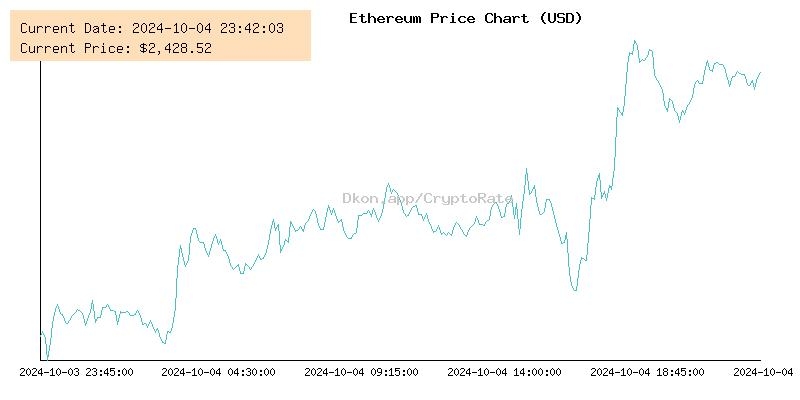 Ethereum Price Chart (USD)
Current Date: 2024-10-04 23:42:03
Current Price: $2,428.52
Dkon.app/CryptoRate
2024-10-03 23:45:00 2024-10-04 04:30:00 2024-10-04 09:15:00 2024-10-04 14:00:00 2024-10-04 18:45:00 2024-10-04